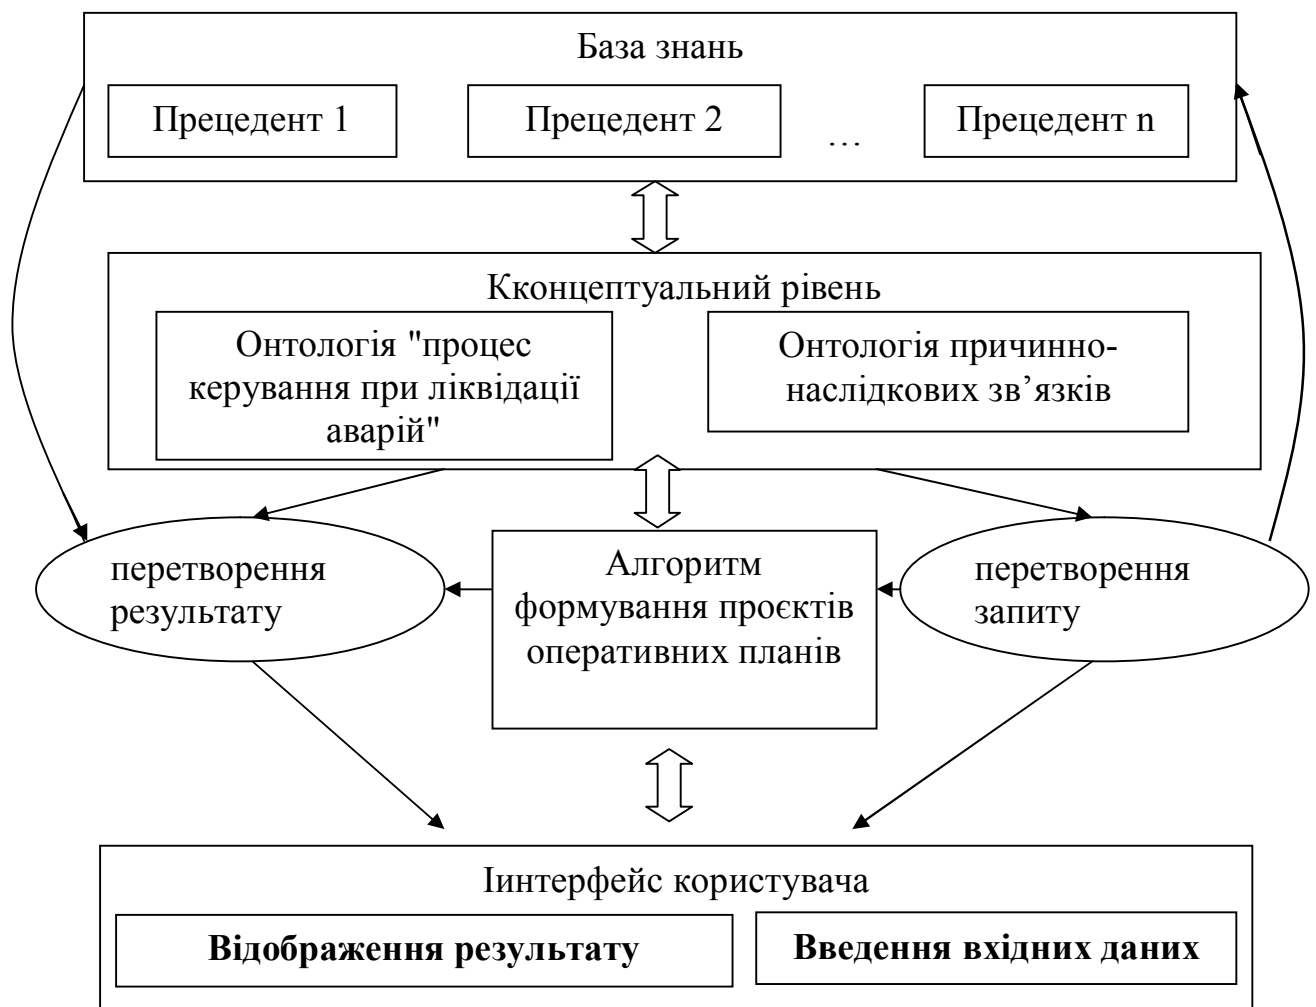 База знань
Прецедент 1
Прецедент 2
...
Прецедент n
Кконцептуальний рівень
Онтологія "процес
керування при ліквідації
аварій"
Онтологія причинно-
наслідкових зв’язків
перетворення
результату
Алгоритм
формування проєктів
оперативних планів
перетворення
запиту
Іинтерфейс користувача
Відображення результату
Введення вхідних даних